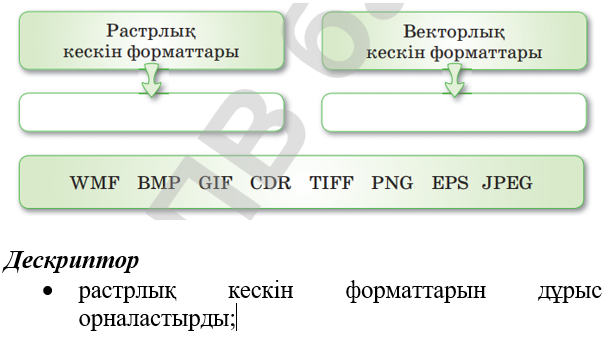 Растрлық
кескін форматтары
Векторлық
кескін форматтары
WMF BMP GIF CDR TIFF PNG EPS JPEG
Дескриптор
• растрлық кескін форматтарын дұрыс
орналастырды;